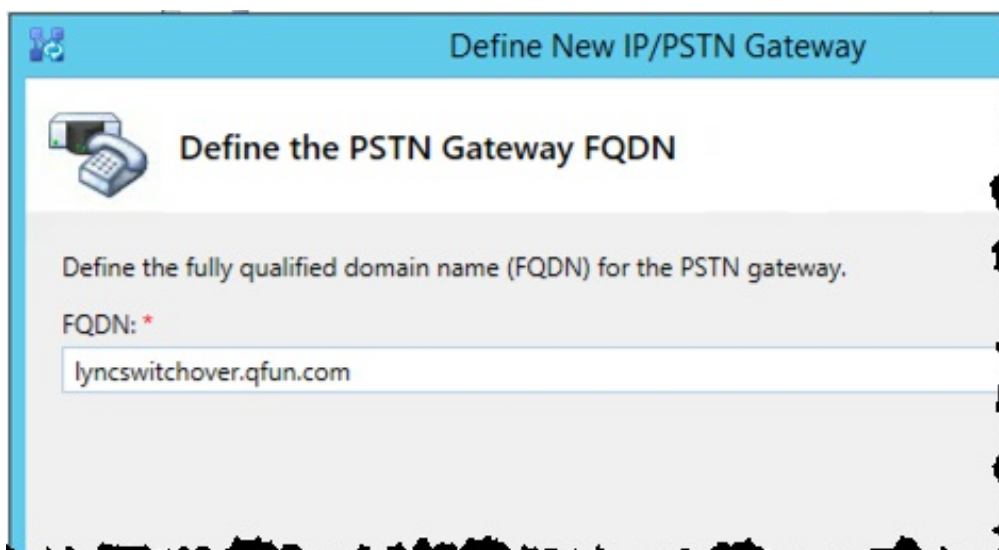 Define New IP/PSTN Gateway
Define the PSTN Gateway FQDN
Define the fully qualified domain name (FQDN) for the PSTN gateway.
FQDN: *
lyncswitchover.qfun.com